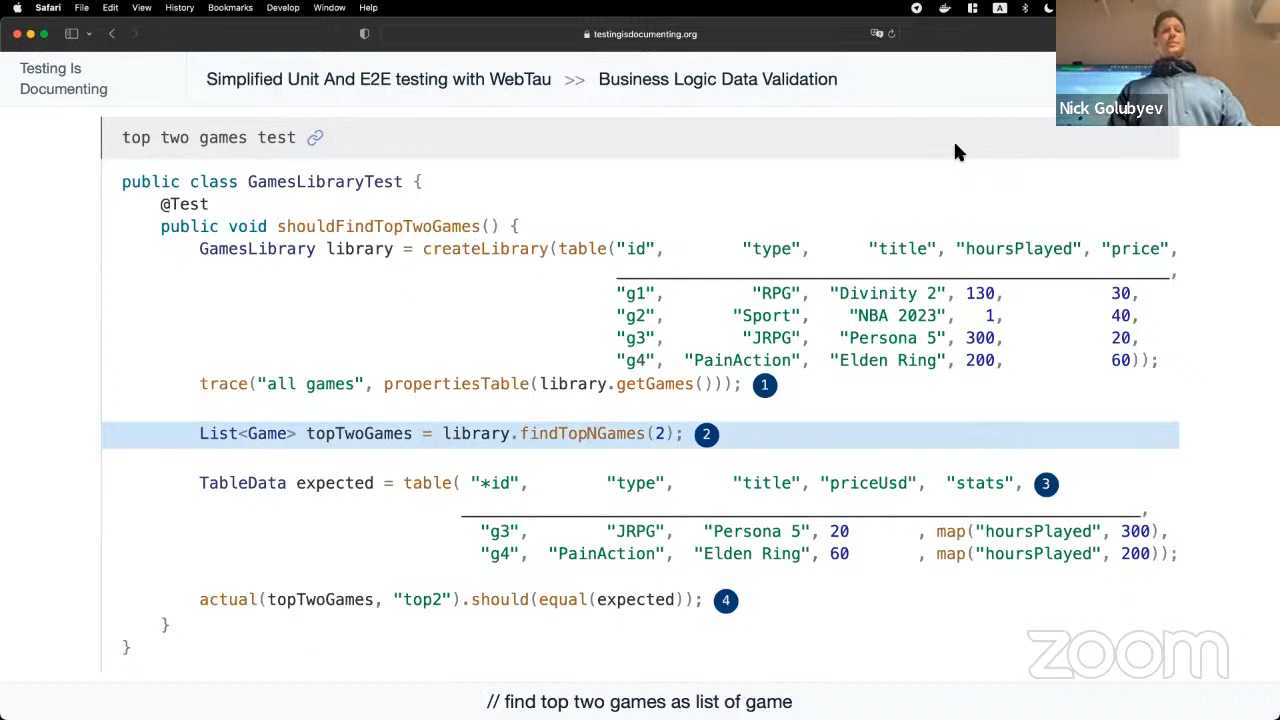 Safari File Edit View History Bookmarks Develop Window Help
testingisdocumenting.org
Testing Is
Documenting
Simplified Unit And E2E testing with WebTau >> Business Logic Data Validation
Nick Golubyev
top two games test
public class GamesLibraryTest {
@Test
public void shouldFindTopTwoGames() {
GamesLibrary library = createLibrary(table("id", "type", "title", "hoursPlayed", "price",
________________________________________________________,
"g1", "RPG", "Divinity 2", 130, 30,
"g2", "Sport", "NBA 2023", 1, 40,
"g3", "JRPG", "Persona 5", 300, 20,
"g4", "PainAction", "Elden Ring", 200, 60));
trace("all games", propertiesTable(library.getGames())); 1
List<Game> topTwoGames = library.findTopNGames(2); 2
TableData expected = table( "*id", "type", "title", "priceUsd", "stats", 3
______________________________________________________________________,
"g3", "JRPG", "Persona 5", 20 , map("hoursPlayed", 300),
"g4", "PainAction", "Elden Ring", 60 , map("hoursPlayed", 200));
actual(topTwoGames, "top2").should(equal(expected)); 4
}
}
zoom
// find top two games as list of game